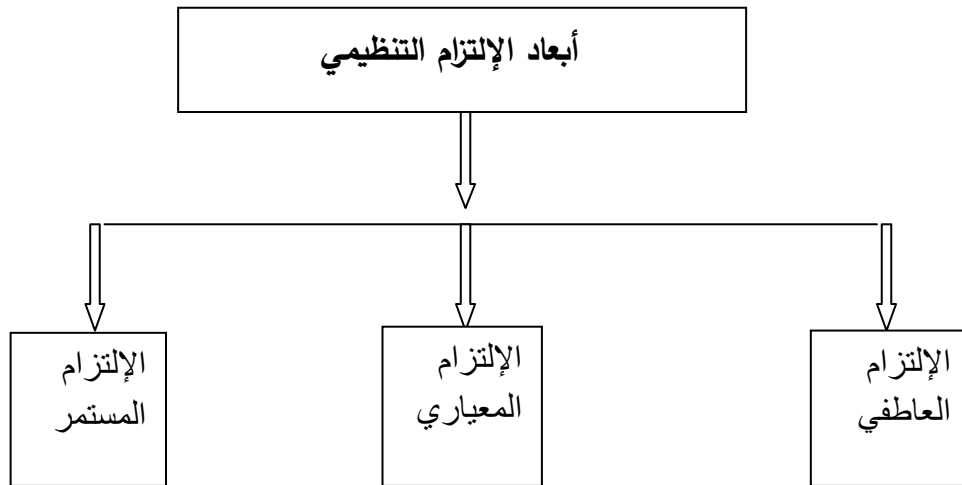 أبعاد الإلتزام التنظيمي
الإلتزام
العاطفي
الإلتزام
المعياري
الإلتزام
المستمر